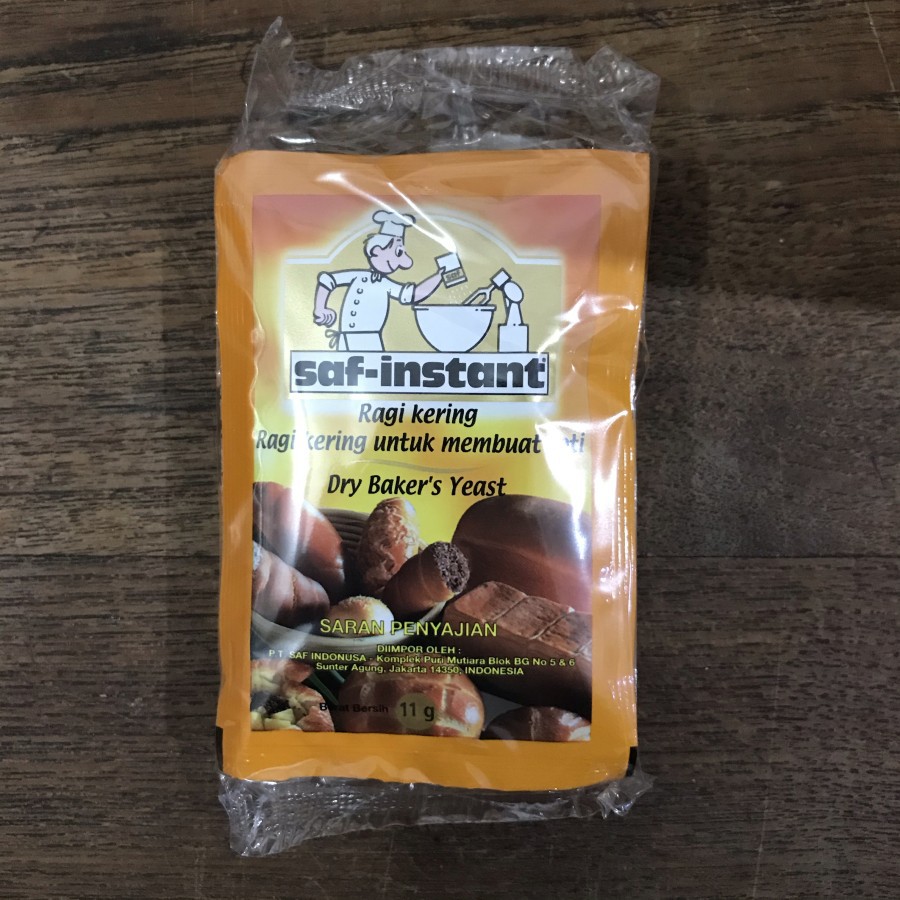 saf-instant
Ragi kering
Ragi kering untuk membuat
Dry Baker's Yeast
SARAN PENYAJIAN
DIIMPOR OLEH :
P.T. SAF INDONUSA - Komplek Puri Mutiara Blok BG No 5 & 6
Sunter Agung, Jakarta 14350, INDONESIA
Berat Bersih 11 g